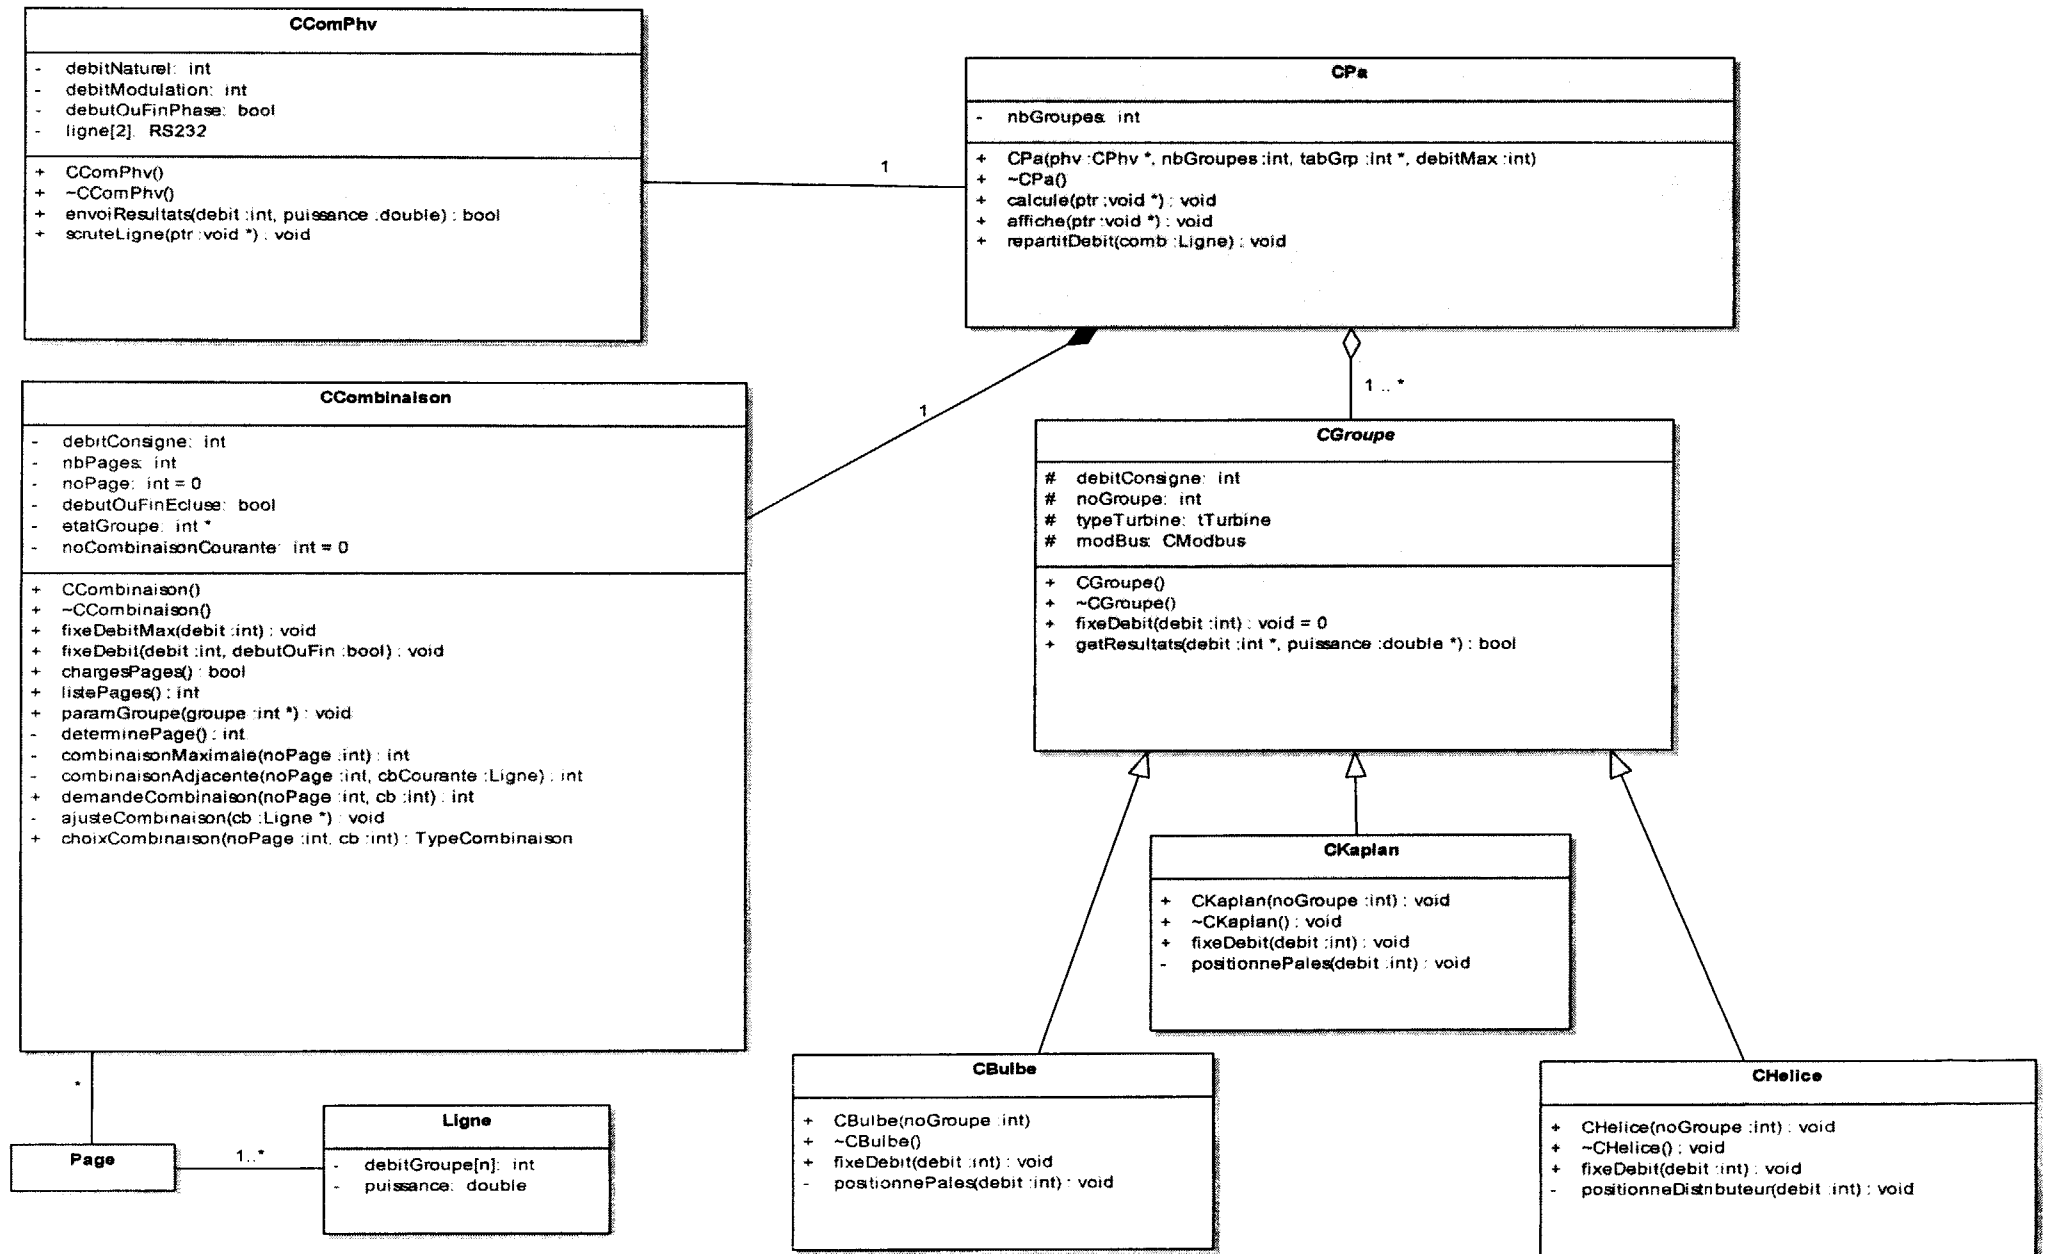 CComPhv
- debitNaturel: int
- debitModulation: int
- debutOuFinPhase: bool
- ligne[2]: RS232
+ CComPhv()
+ ~CComPhv()
+ envoiResultats(debit :int, puissance :double) : bool
+ scruteLigne(ptr :void *) : void
1
CPa
- nbGroupes: int
+ CPa(phv :CPhv *, nbGroupes :int, tabGrp :int *, debitMax :int)
+ ~CPa()
+ calcule(ptr :void *) : void
+ affiche(ptr :void *) : void
+ repartitDebit(comb :Ligne) : void
1
1 .. *
CCombinaison
- debitConsigne: int
- nbPages: int
- noPage: int = 0
- debutOuFinEcluse: bool
- etatGroupe: int *
- noCombinaisonCourante: int = 0
+ CCombinaison()
+ ~CCombinaison()
+ fixeDebitMax(debit :int) : void
+ fixeDebit(debit :int, debutOuFin :bool) : void
+ chargesPages() : bool
+ listePages() : int
+ paramGroupe(groupe :int *) : void
- determinePage() : int
- combinaisonMaximale(noPage :int) : int
- combinaisonAdjacente(noPage :int, cbCourante :Ligne) : int
+ demandeCombinaison(noPage :int, cb :int) : int
- ajusteCombinaison(cb :Ligne *) : void
+ choixCombinaison(noPage :int, cb :int) : TypeCombinaison
CGroupe
# debitConsigne: int
# noGroupe: int
# typeTurbine: tTurbine
# modBus: CModbus
+ CGroupe()
+ ~CGroupe()
+ fixeDebit(debit :int) : void = 0
+ getResultats(debit :int *, puissance :double *) : bool
CKaplan
+ CKaplan(noGroupe :int) : void
+ ~CKaplan() : void
+ fixeDebit(debit :int) : void
- positionnePales(debit :int) : void
CBulbe
+ CBulbe(noGroupe :int)
+ ~CBulbe()
+ fixeDebit(debit :int) : void
- positionnePales(debit :int) : void
CHelice
+ CHelice(noGroupe :int) : void
+ ~CHelice() : void
+ fixeDebit(debit :int) : void
- positionneDistributeur(debit :int) : void
*
Page
1..*
Ligne
- debitGroupe[n]: int
- puissance: double